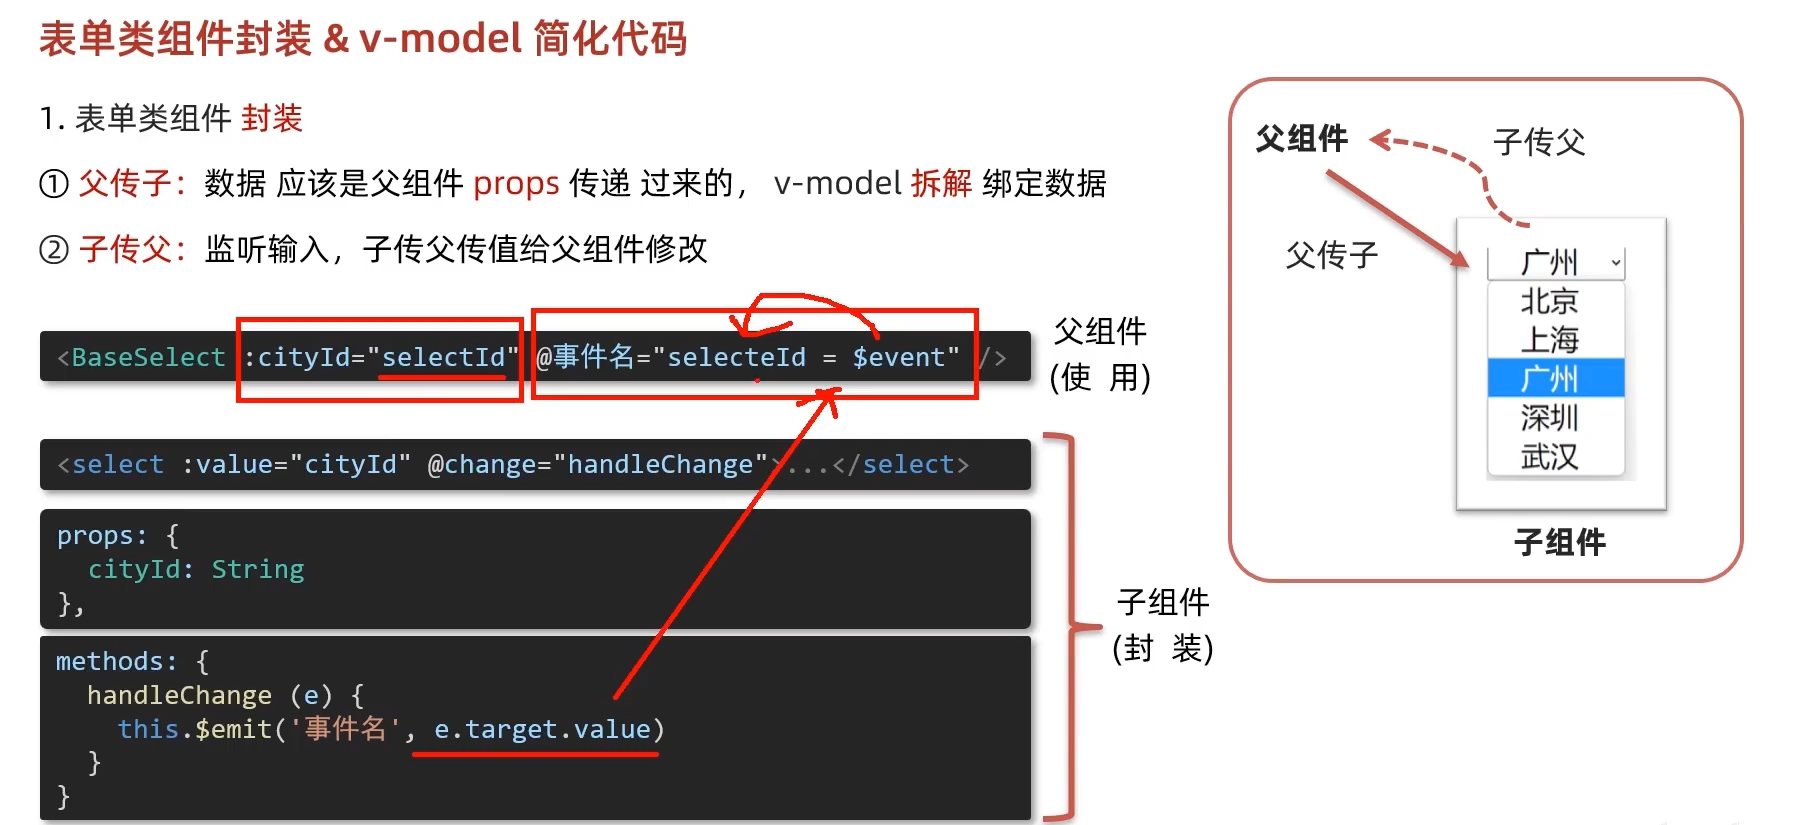 表单类组件封装 & v-model 简化代码
1. 表单类组件 封装
① 父传子：数据 应该是父组件 props 传递 过来的， v-model 拆解 绑定数据
② 子传父：监听输入，子传父传值给父组件修改
<BaseSelect :cityId="selectId" @事件名="selecteId = $event" />
父组件
(使 用)
<select :value="cityId" @change="handleChange">...</select>
props: {
cityId: String
},
methods: {
handleChange (e) {
this.$emit('事件名', e.target.value)
}
}
子组件
(封 装)
父组件
子传父
父传子
广州
北京
上海
广州
深圳
武汉
子组件